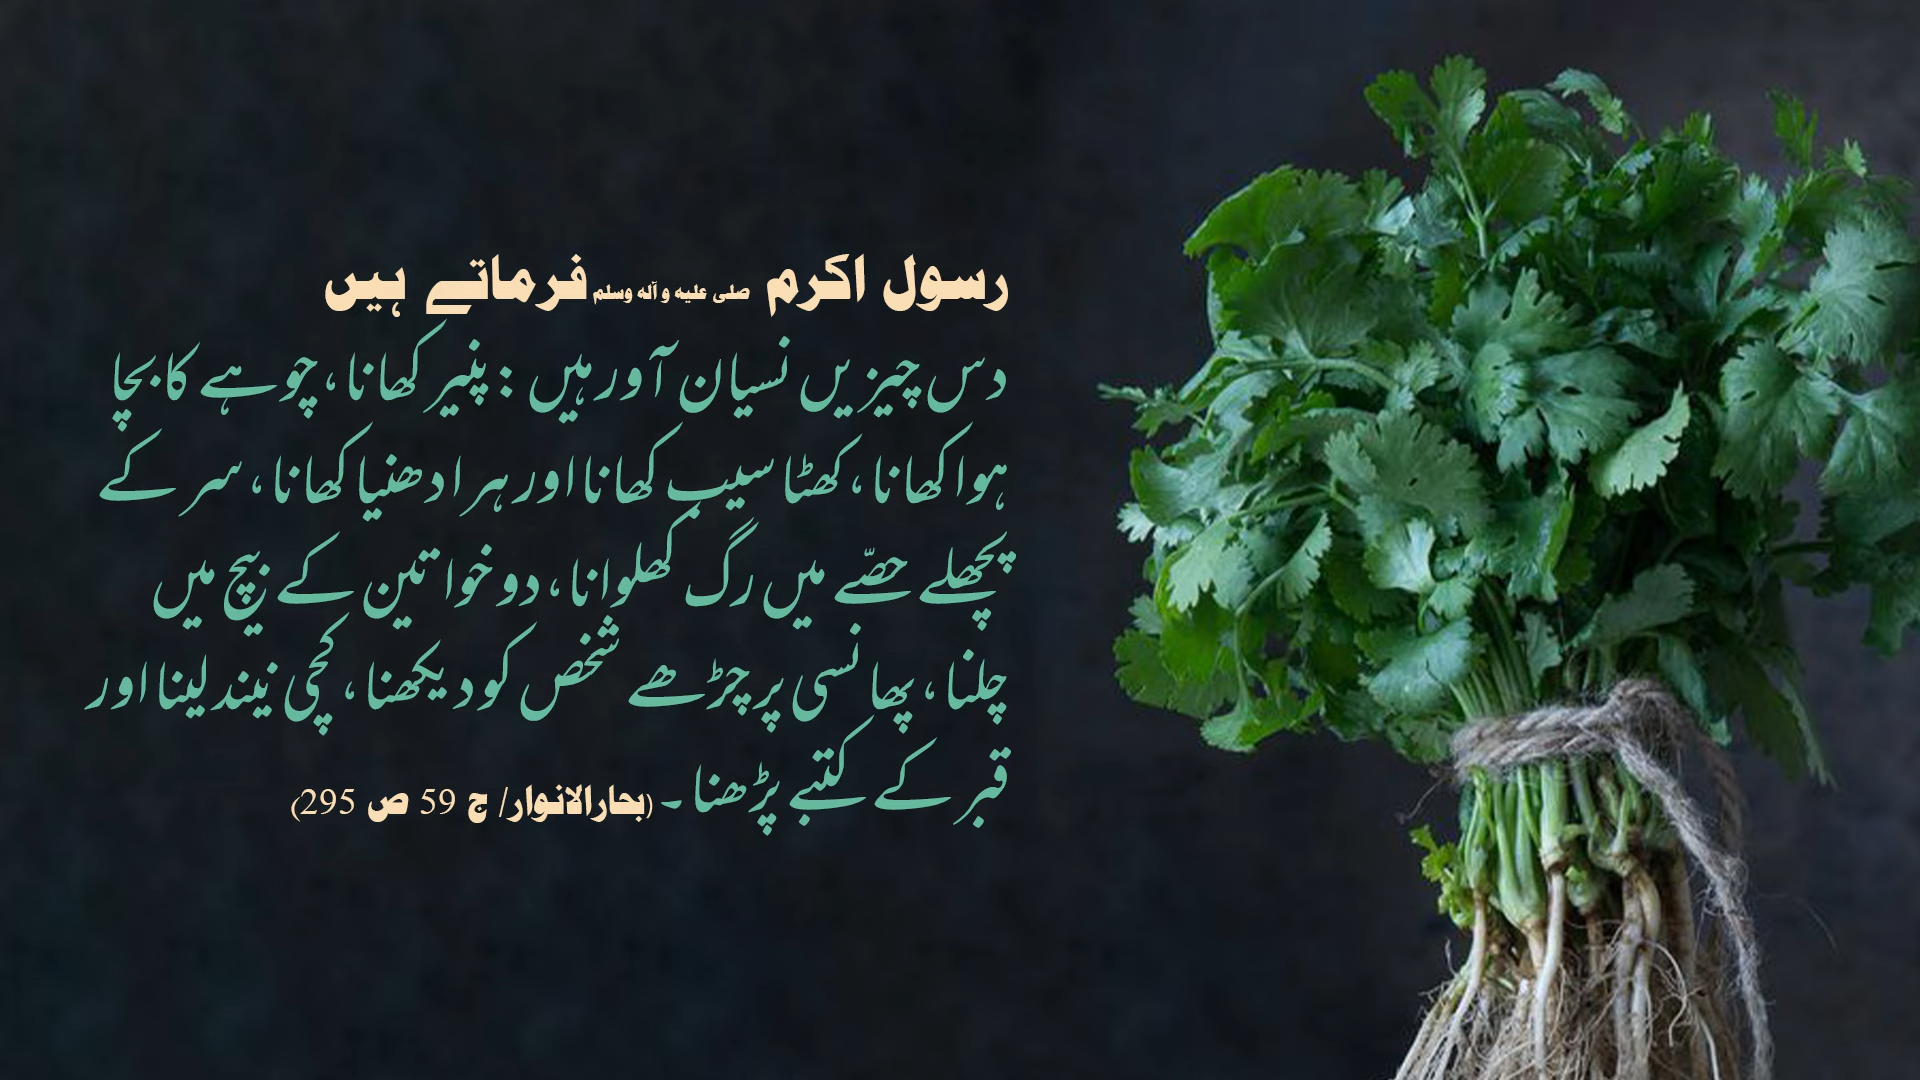 رسول اکرم صلی علیه و آله وسلم فرماتے ہیں
دس چیزیں نسیان آور ہیں : پنیر کھانا، چوہے کا بچا
ہوا کھانا، کھٹا سیب کھانا اور ہرا دھنیا کھانا، سر کے
پچھلے حصّے میں رگ کھلوانا، دو خواتین کے بیچ میں
چلنا، پھانسی پر چڑھے شخص کو دیکھنا، کچی نیند لینا اور
قبر کے کتبے پڑھنا۔ (بحارالانوار/ ج 59 ص 295)